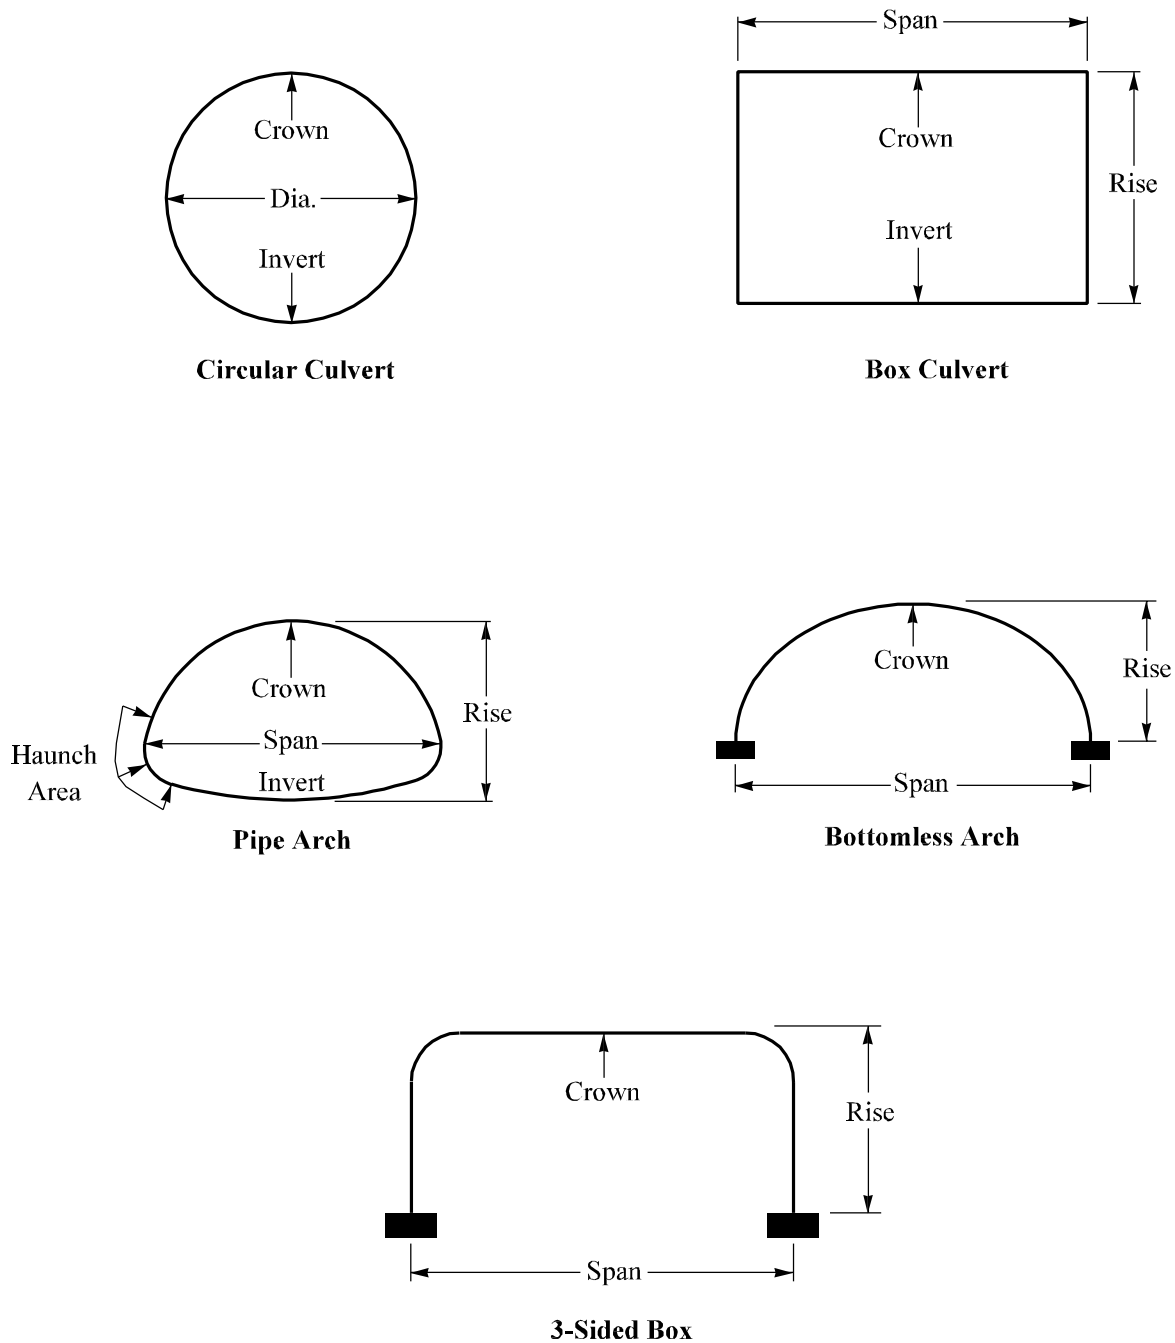 Span
Crown
Dia.
Invert
Circular Culvert
Crown
Invert
Rise
Box Culvert
Crown
Span
Invert
Rise
Haunch
Area
Pipe Arch
Crown
Rise
Span
Bottomless Arch
Crown
Rise
Span
3-Sided Box